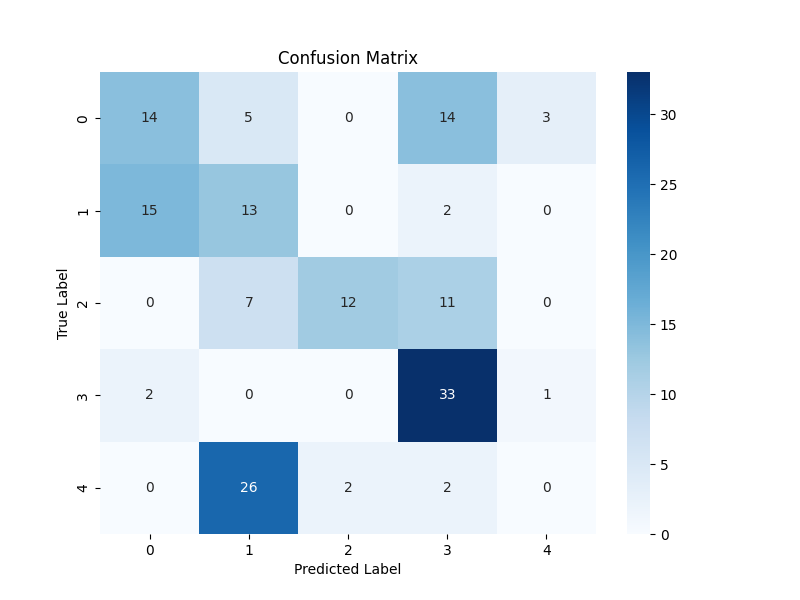 Confusion Matrix
0 14 5 0 14 3
1 15 13 0 2 0
2 0 7 12 11 0
3 2 0 0 33 1
4 0 26 2 2 0
0 1 2 3 4
Predicted Label
True Label
30
25
20
15
10
5
0